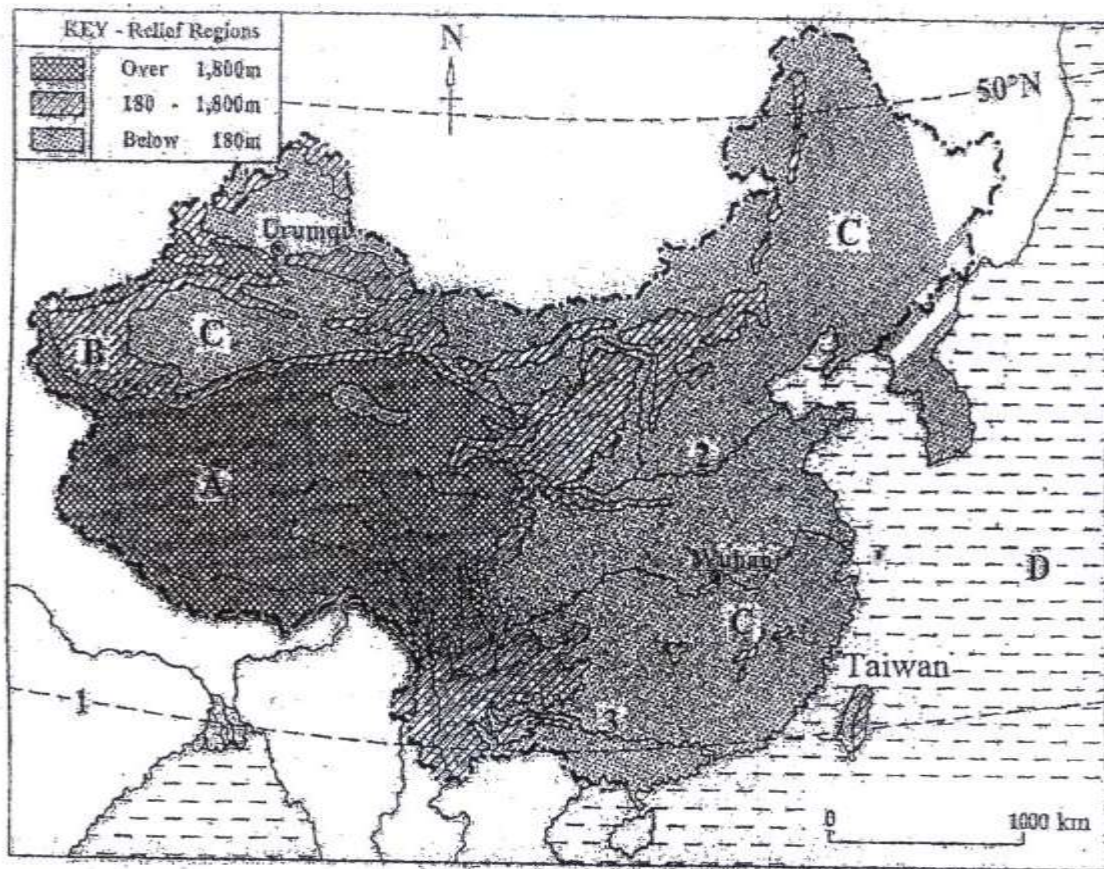 KEY - Relief Regions
Over 1,800m
180 - 1,800m
Below 180m
N
50°N
Urumqi
C
B
C
2
A
Wuhan
D
C
Taiwan
1
3
0 1000 km